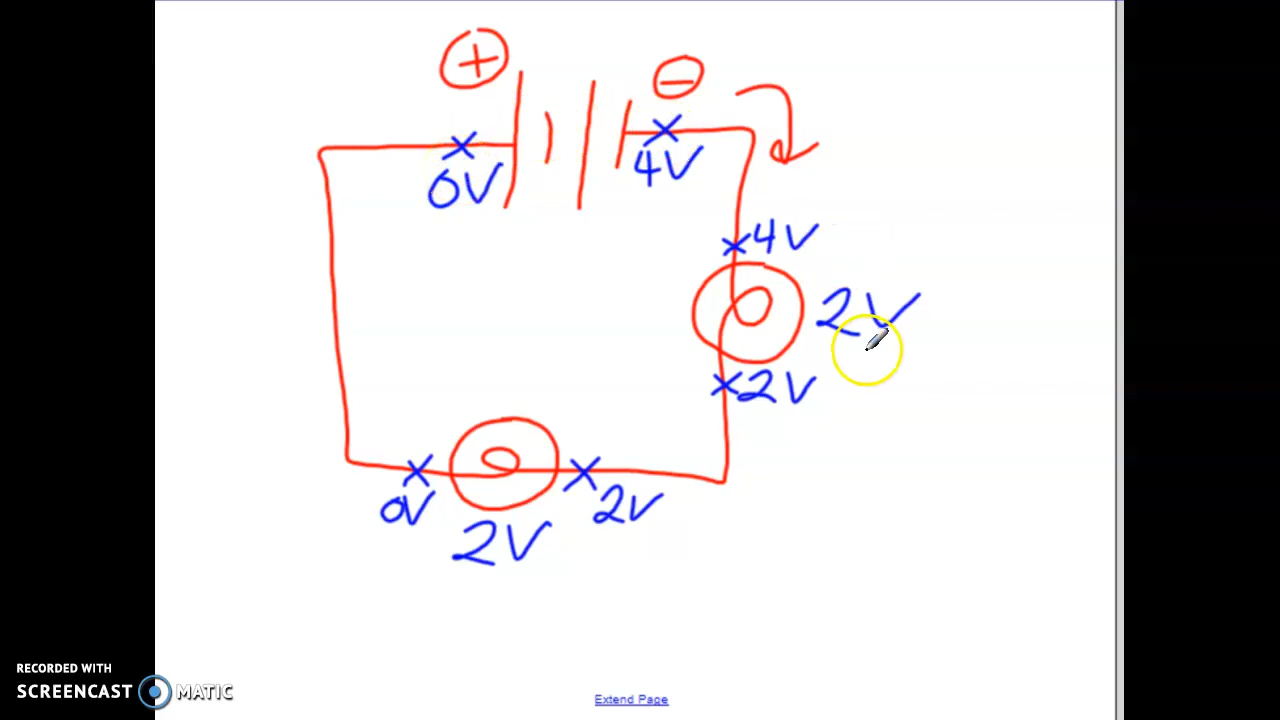 +
−
0V
4V
4V
2V
2V
0V
2V
2V
RECORDED WITH
SCREENCAST MATIC
Extend Page